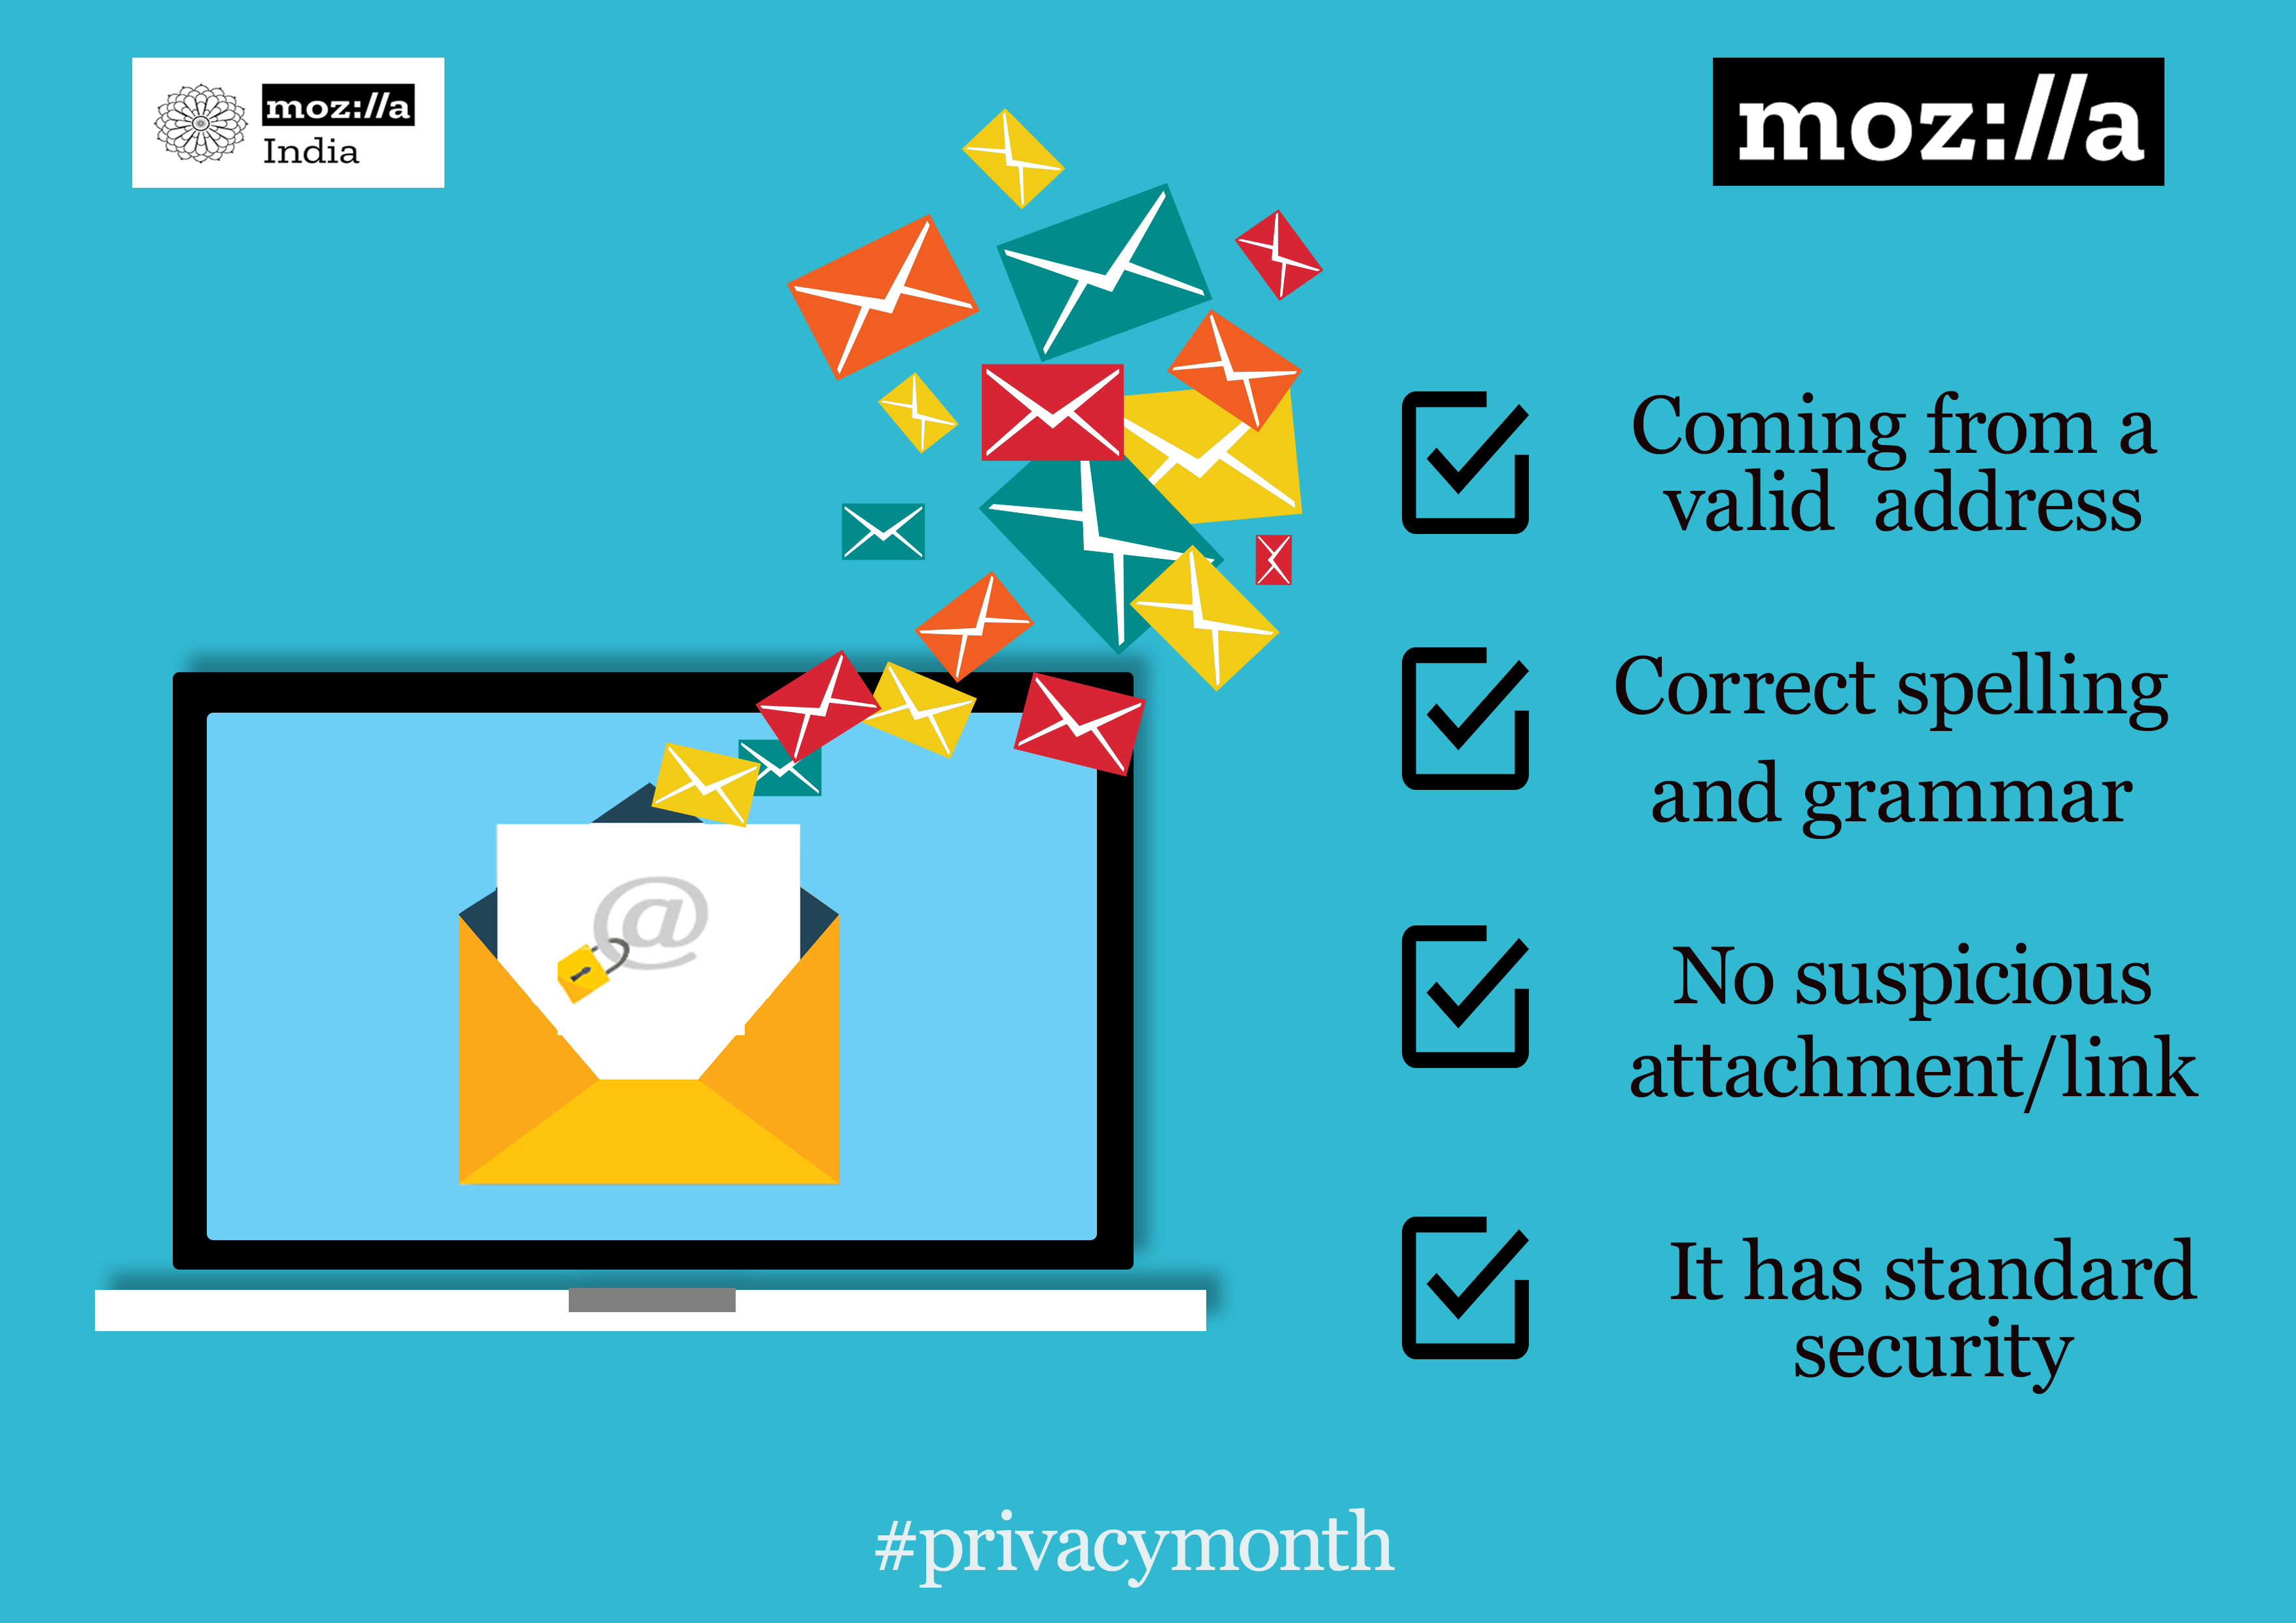 moz://a
India
moz://a
Coming from a
valid address
Correct spelling
and grammar
No suspicious
attachment/link
It has standard
security
@
#privacymonth